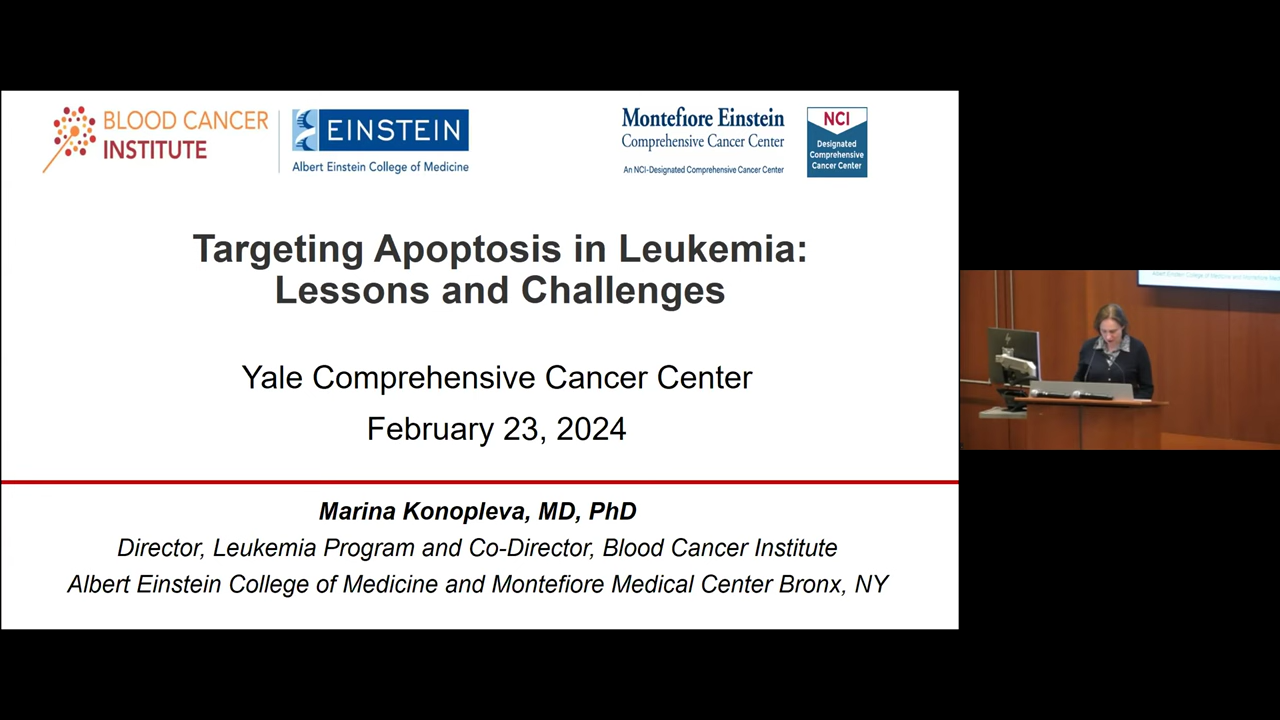 BLOOD CANCER
INSTITUTE
EINSTEIN
Albert Einstein College of Medicine
Montefiore Einstein
Comprehensive Cancer Center
An NCI-Designated Comprehensive Cancer Center
NCI
Designated
Comprehensive
Cancer Center
Targeting Apoptosis in Leukemia:
Lessons and Challenges
Yale Comprehensive Cancer Center
February 23, 2024
Marina Konopleva, MD, PhD
Director, Leukemia Program and Co-Director, Blood Cancer Institute
Albert Einstein College of Medicine and Montefiore Medical Center Bronx, NY